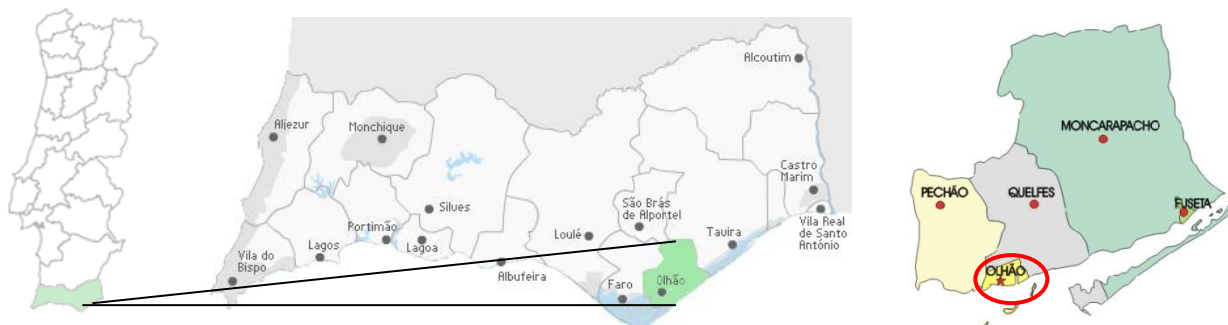 Alcoutim
Aljezur
Monchique
Castro
Marim
São Brás
de Alportel
Silves
Vila Real
de Santo
António
Portimão
Loulé
Tavira
Lagos
Lagoa
Vila do
Bispo
Albufeira
Faro
Olhão
MONCARAPACHO
PECHÃO
QUELFES
FUSETA
OLHÃO